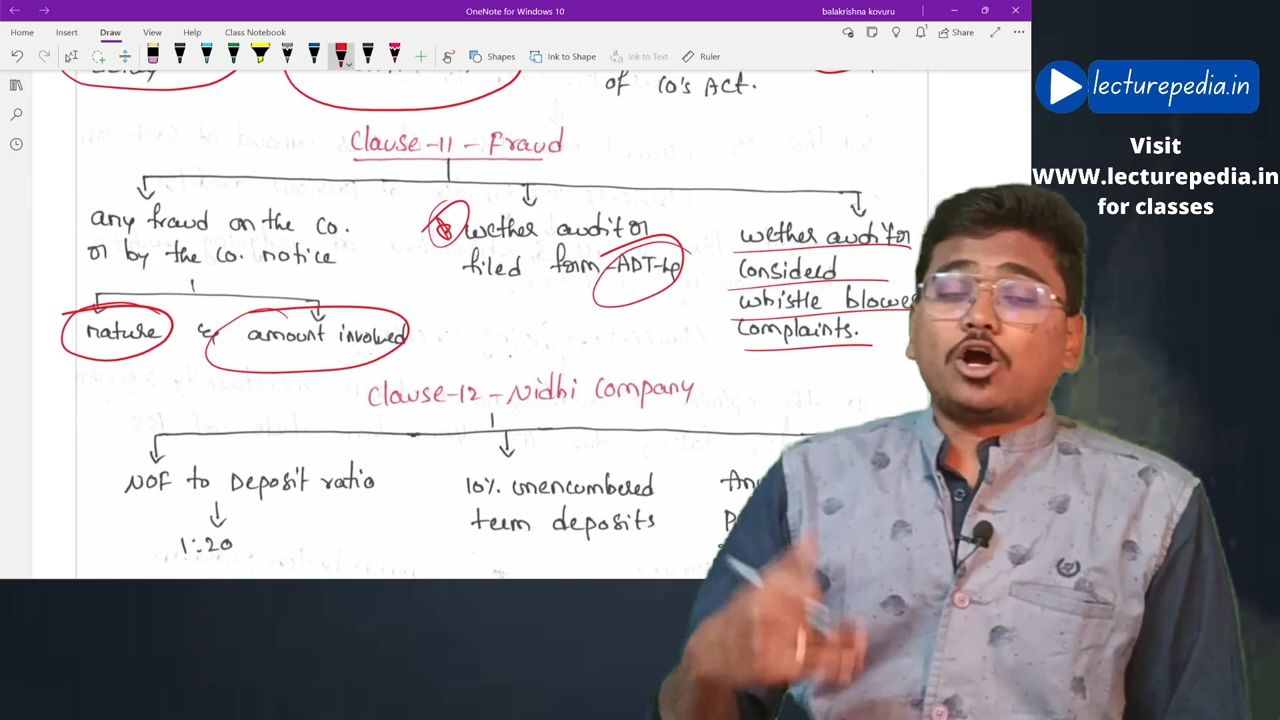 OneNote for Windows 10
balakrishna kovuru
Home Insert Draw View Help Class Notebook
Share
Shapes Ink to Shape Ink to Text Ruler
of Co's Act.
Clause-11 - Fraud
any fraud on the Co.
or by the Co. notice
nature & amount involved
wether auditor
filed form-ADT-4
wether auditor
Considerd
whistle blower
Complaints.
Clause-12 - Nidhi Company
NOF to Deposit ratio
1:20
10% unencumbered
term deposits
lecturepedia.in
Visit
WWW.lecturepedia.in
for classes